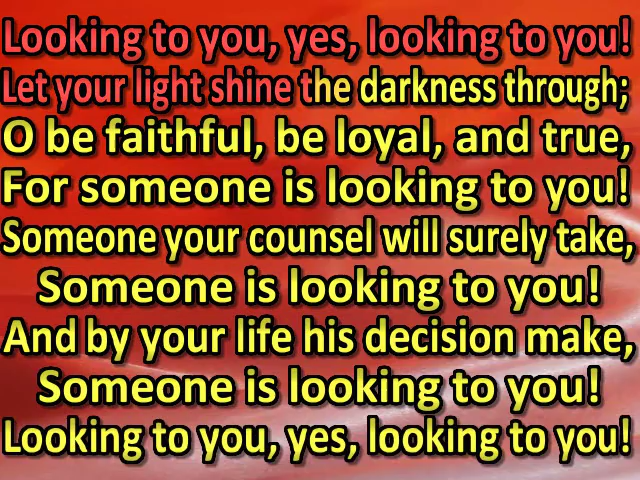 Looking to you, yes, looking to you!
Let your light shine the darkness through;
O be faithful, be loyal, and true,
For someone is looking to you!
Someone your counsel will surely take,
Someone is looking to you!
And by your life his decision make,
Someone is looking to you!
Looking to you, yes, looking to you!